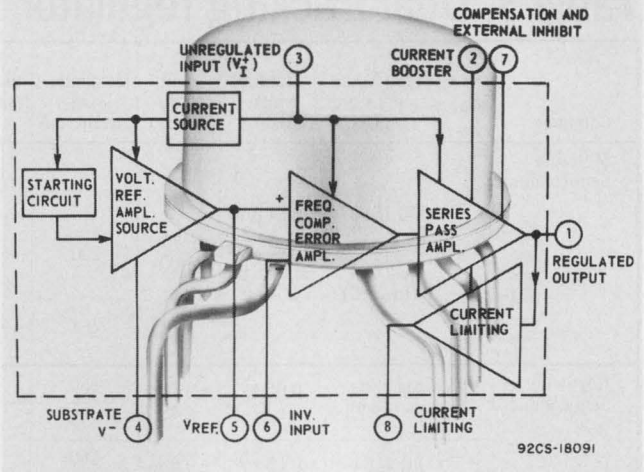 COMPENSATION AND
EXTERNAL INHIBIT
UNREGULATED
INPUT (V+I)
3
CURRENT
BOOSTER
2
7
CURRENT
SOURCE
STARTING
CIRCUIT
VOLT.
REF.
AMPL.
SOURCE
+
FREQ.
COMP.
ERROR
AMPL.
-
SERIES
PASS
AMPL.
1
REGULATED
OUTPUT
CURRENT
LIMITING
SUBSTRATE
V-
4
VREF.
5
6
INV.
INPUT
8
CURRENT
LIMITING
92CS-18091